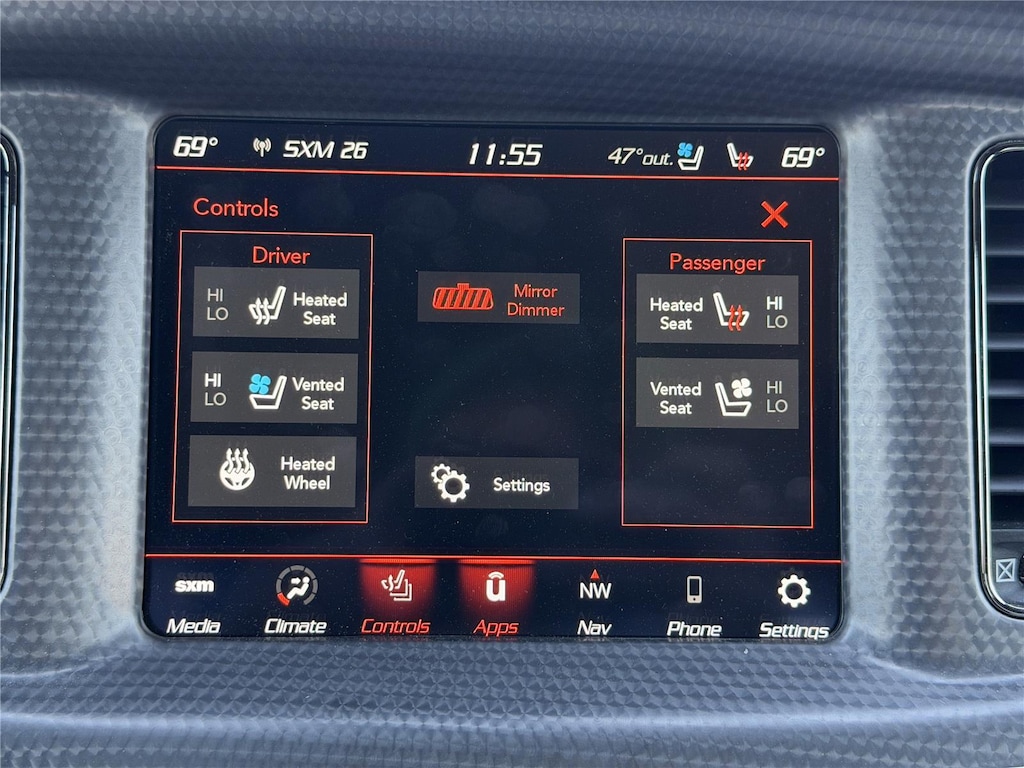 69° SXM 26 11:55 47°out. 69°
Controls
Driver
HI
LO
Heated
Seat
HI
LO
Vented
Seat
Heated
Wheel
Mirror
Dimmer
Settings
Passenger
Heated
Seat
HI
LO
Vented
Seat
HI
LO
sxm
Media
Climate
Controls
u
Apps
NW
Nav
Phone
Settings